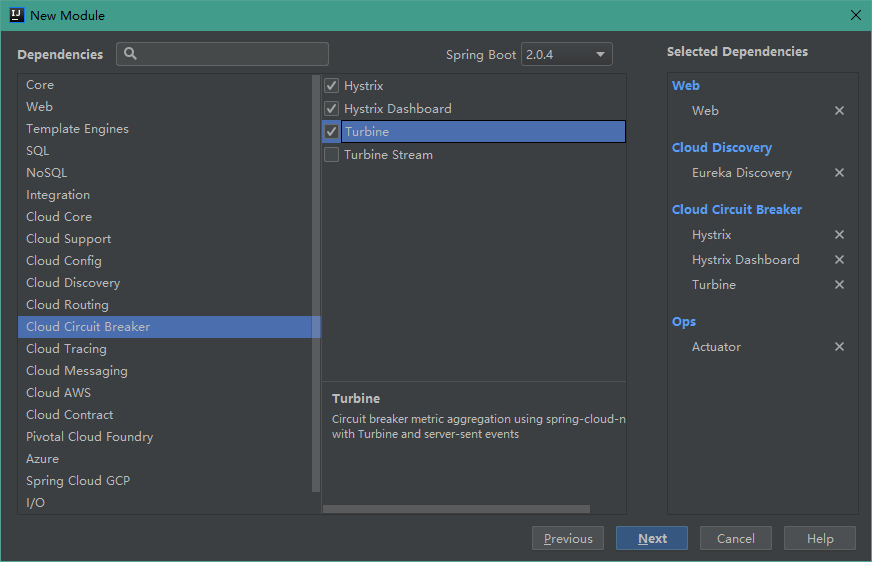 New Module
Dependencies
Spring Boot 2.0.4
Selected Dependencies
Core
Web
Template Engines
SQL
NoSQL
Integration
Cloud Core
Cloud Support
Cloud Config
Cloud Discovery
Cloud Routing
Cloud Circuit Breaker
Cloud Tracing
Cloud Messaging
Cloud AWS
Cloud Contract
Pivotal Cloud Foundry
Azure
Spring Cloud GCP
I/O
Hystrix
Hystrix Dashboard
Turbine
Turbine Stream
Turbine
Circuit breaker metric aggregation using spring-cloud-n
with Turbine and server-sent events
Web
Web
Cloud Discovery
Eureka Discovery
Cloud Circuit Breaker
Hystrix
Hystrix Dashboard
Turbine
Ops
Actuator
Previous
Next
Cancel
Help